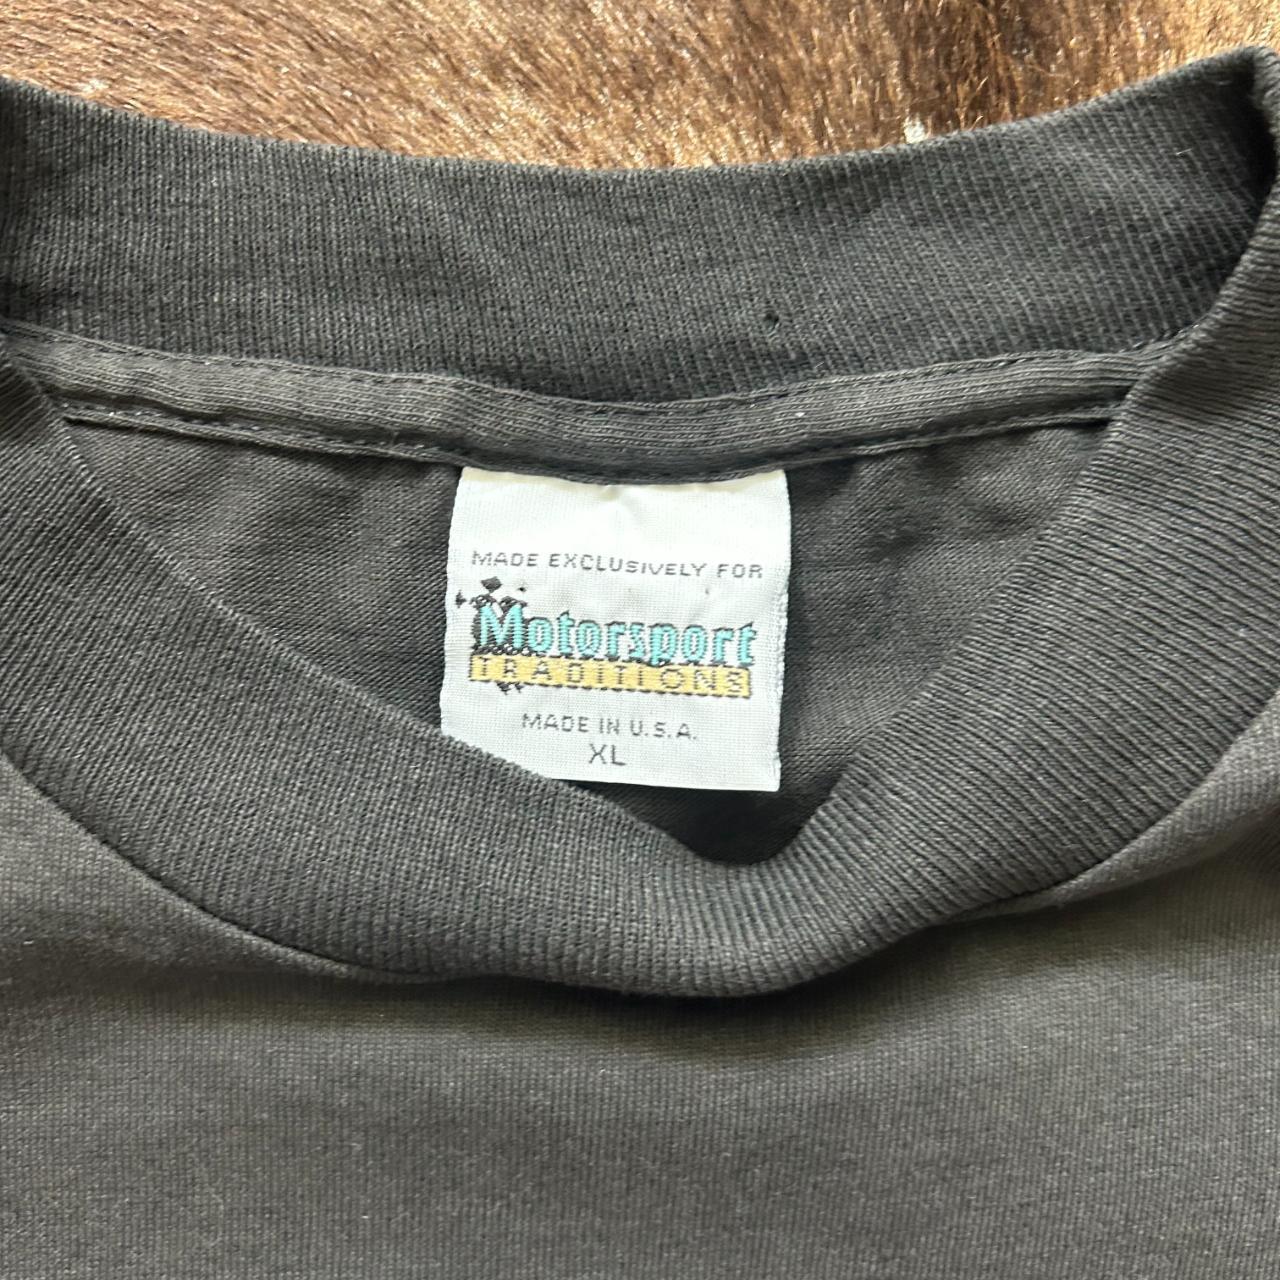 MADE EXCLUSIVELY FOR
Motorsport
TRADITIONS
MADE IN U.S.A.
XL